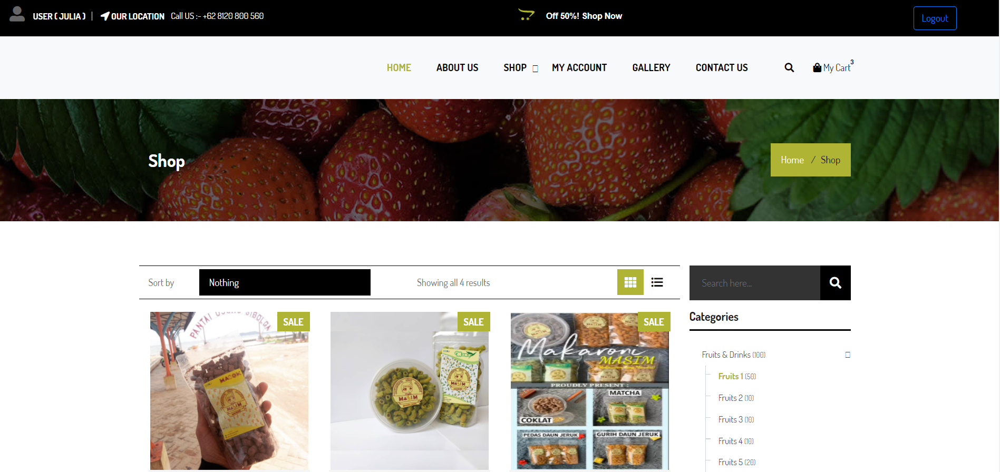 USER ( JULIA )
OUR LOCATION
Call US :- +62 8120 800 560
Off 50%! Shop Now
Logout
HOME
ABOUT US
SHOP
MY ACCOUNT
GALLERY
CONTACT US
My Cart
3
Shop
Home / Shop
Sort by
Nothing
Showing all 4 results
Search here...
SALE
PANTAI UJUNG SIBOLGA
MASIM
SALE
MASIM
MASIM
SALE
Makaroni
MASIM
PROUDLY PRESENT :
COKLAT
MATCHA
PEDAS DAUN JERUK
GURIH DAUN JERUK
Categories
Fruits & Drinks (100)
Fruits 1 (50)
Fruits 2 (10)
Fruits 3 (10)
Fruits 4 (10)
Fruits 5 (20)